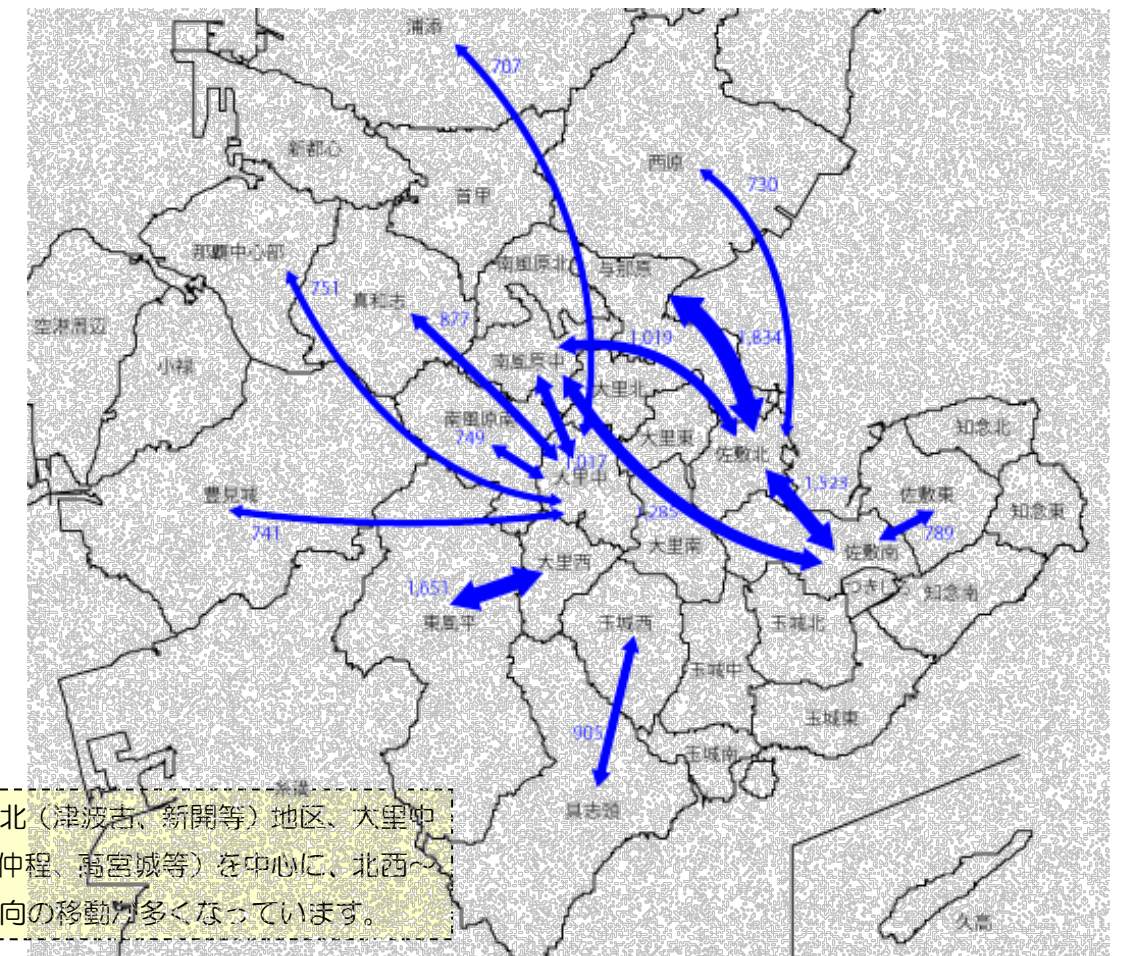 浦添
707
新都心
西原
730
首里
那覇中心部
南風原北
与那原
751
真和志
877
空港周辺
1,019
1,834
小禄
南風原中
大里北
南風原南
749
大里東
佐敷北
知念北
1,017
大里中
1,523
豊見城
佐敷東
知念東
741
789
大里南
佐敷南
大里西
1,651
つきしろ
知念南
東風平
玉城西
玉城北
玉城中
905
玉城東
玉城南
糸満
具志頭
北（津波古、新開等）地区、大里中
仲程、高宮城等）を中心に、北西～
向の移動が多くなっています。
久高